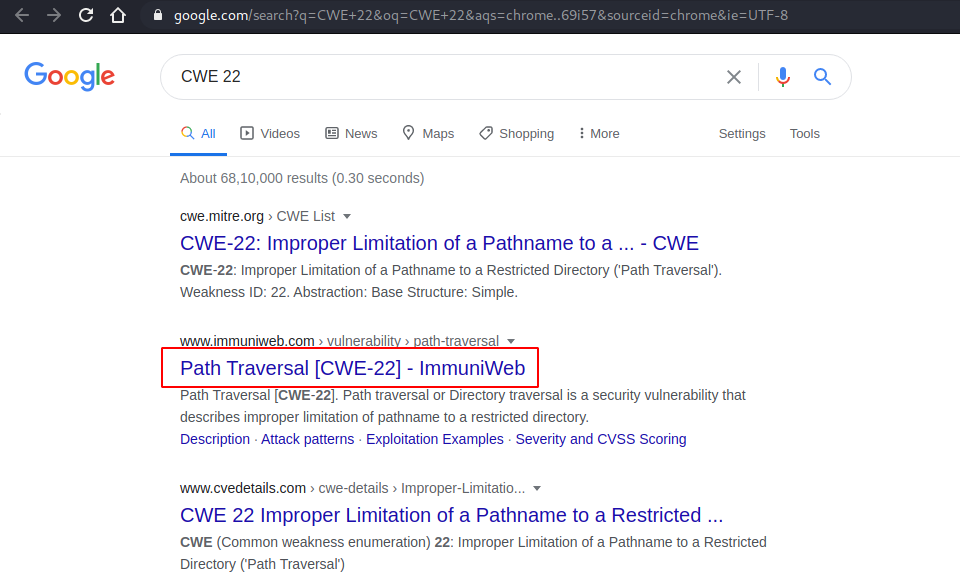 google.com/search?q=CWE+22&oq=CWE+22&aqs=chrome..69i57&sourceid=chrome&ie=UTF-8
Google
CWE 22
All Videos News Maps Shopping More Settings Tools
About 68,10,000 results (0.30 seconds)
cwe.mitre.org › CWE List
CWE-22: Improper Limitation of a Pathname to a ... - CWE
CWE-22: Improper Limitation of a Pathname to a Restricted Directory ('Path Traversal').
Weakness ID: 22. Abstraction: Base Structure: Simple.
www.immuniweb.com › vulnerability › path-traversal
Path Traversal [CWE-22] - ImmuniWeb
Path Traversal [CWE-22]. Path traversal or Directory traversal is a security vulnerability that
describes improper limitation of pathname to a restricted directory.
Description · Attack patterns · Exploitation Examples · Severity and CVSS Scoring
www.cvedetails.com › cwe-details › Improper-Limitatio...
CWE 22 Improper Limitation of a Pathname to a Restricted ...
CWE (Common weakness enumeration) 22: Improper Limitation of a Pathname to a Restricted
Directory ('Path Traversal')